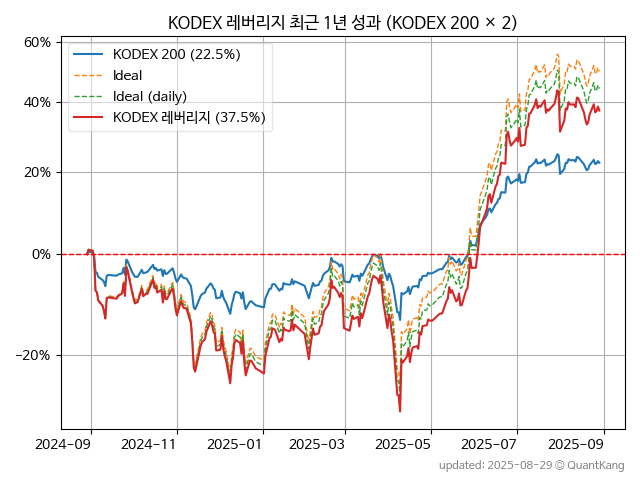 KODEX 레버리지 최근 1년 성과 (KODEX 200 × 2)
60%
40%
20%
0%
−20%
KODEX 200 (22.5%)
Ideal
Ideal (daily)
KODEX 레버리지 (37.5%)
2024-09 2024-11 2025-01 2025-03 2025-05 2025-07 2025-09
updated: 2025-08-29 © QuantKang